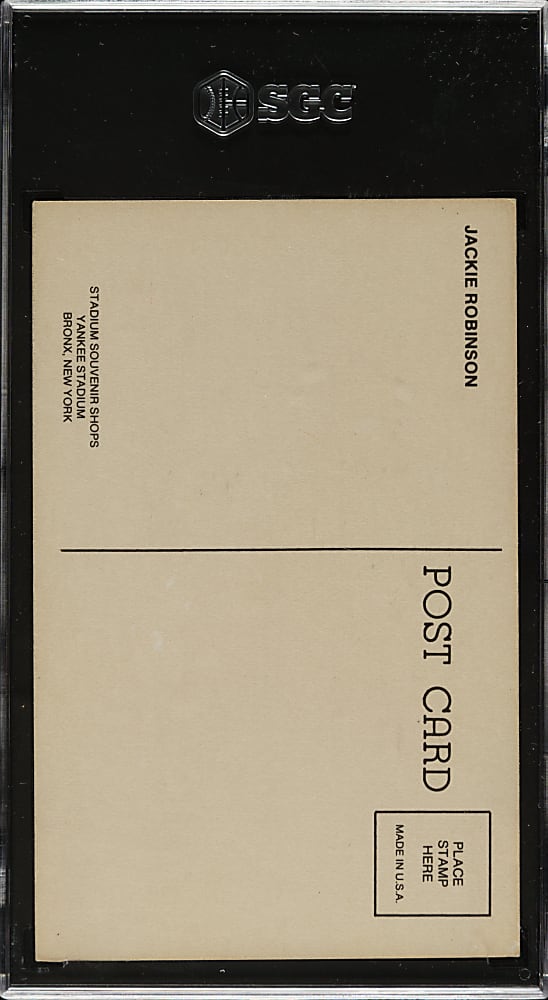 SGC
JACKIE ROBINSON
STADIUM SOUVENIR SHOPS
YANKEE STADIUM
BRONX, NEW YORK
POST CARD
PLACE
STAMP
HERE
MADE IN U.S.A.